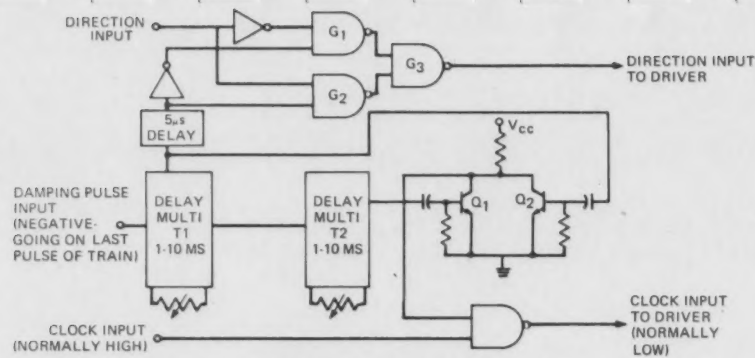 DIRECTION
INPUT
G1
G2
G3
DIRECTION INPUT
TO DRIVER
5μs
DELAY
Vcc
DAMPING PULSE
INPUT
(NEGATIVE-
GOING ON LAST
PULSE OF TRAIN)
DELAY
MULTI
T1
1-10 MS
DELAY
MULTI
T2
1-10 MS
Q1
Q2
CLOCK INPUT
(NORMALLY HIGH)
CLOCK INPUT
TO DRIVER
(NORMALLY
LOW)